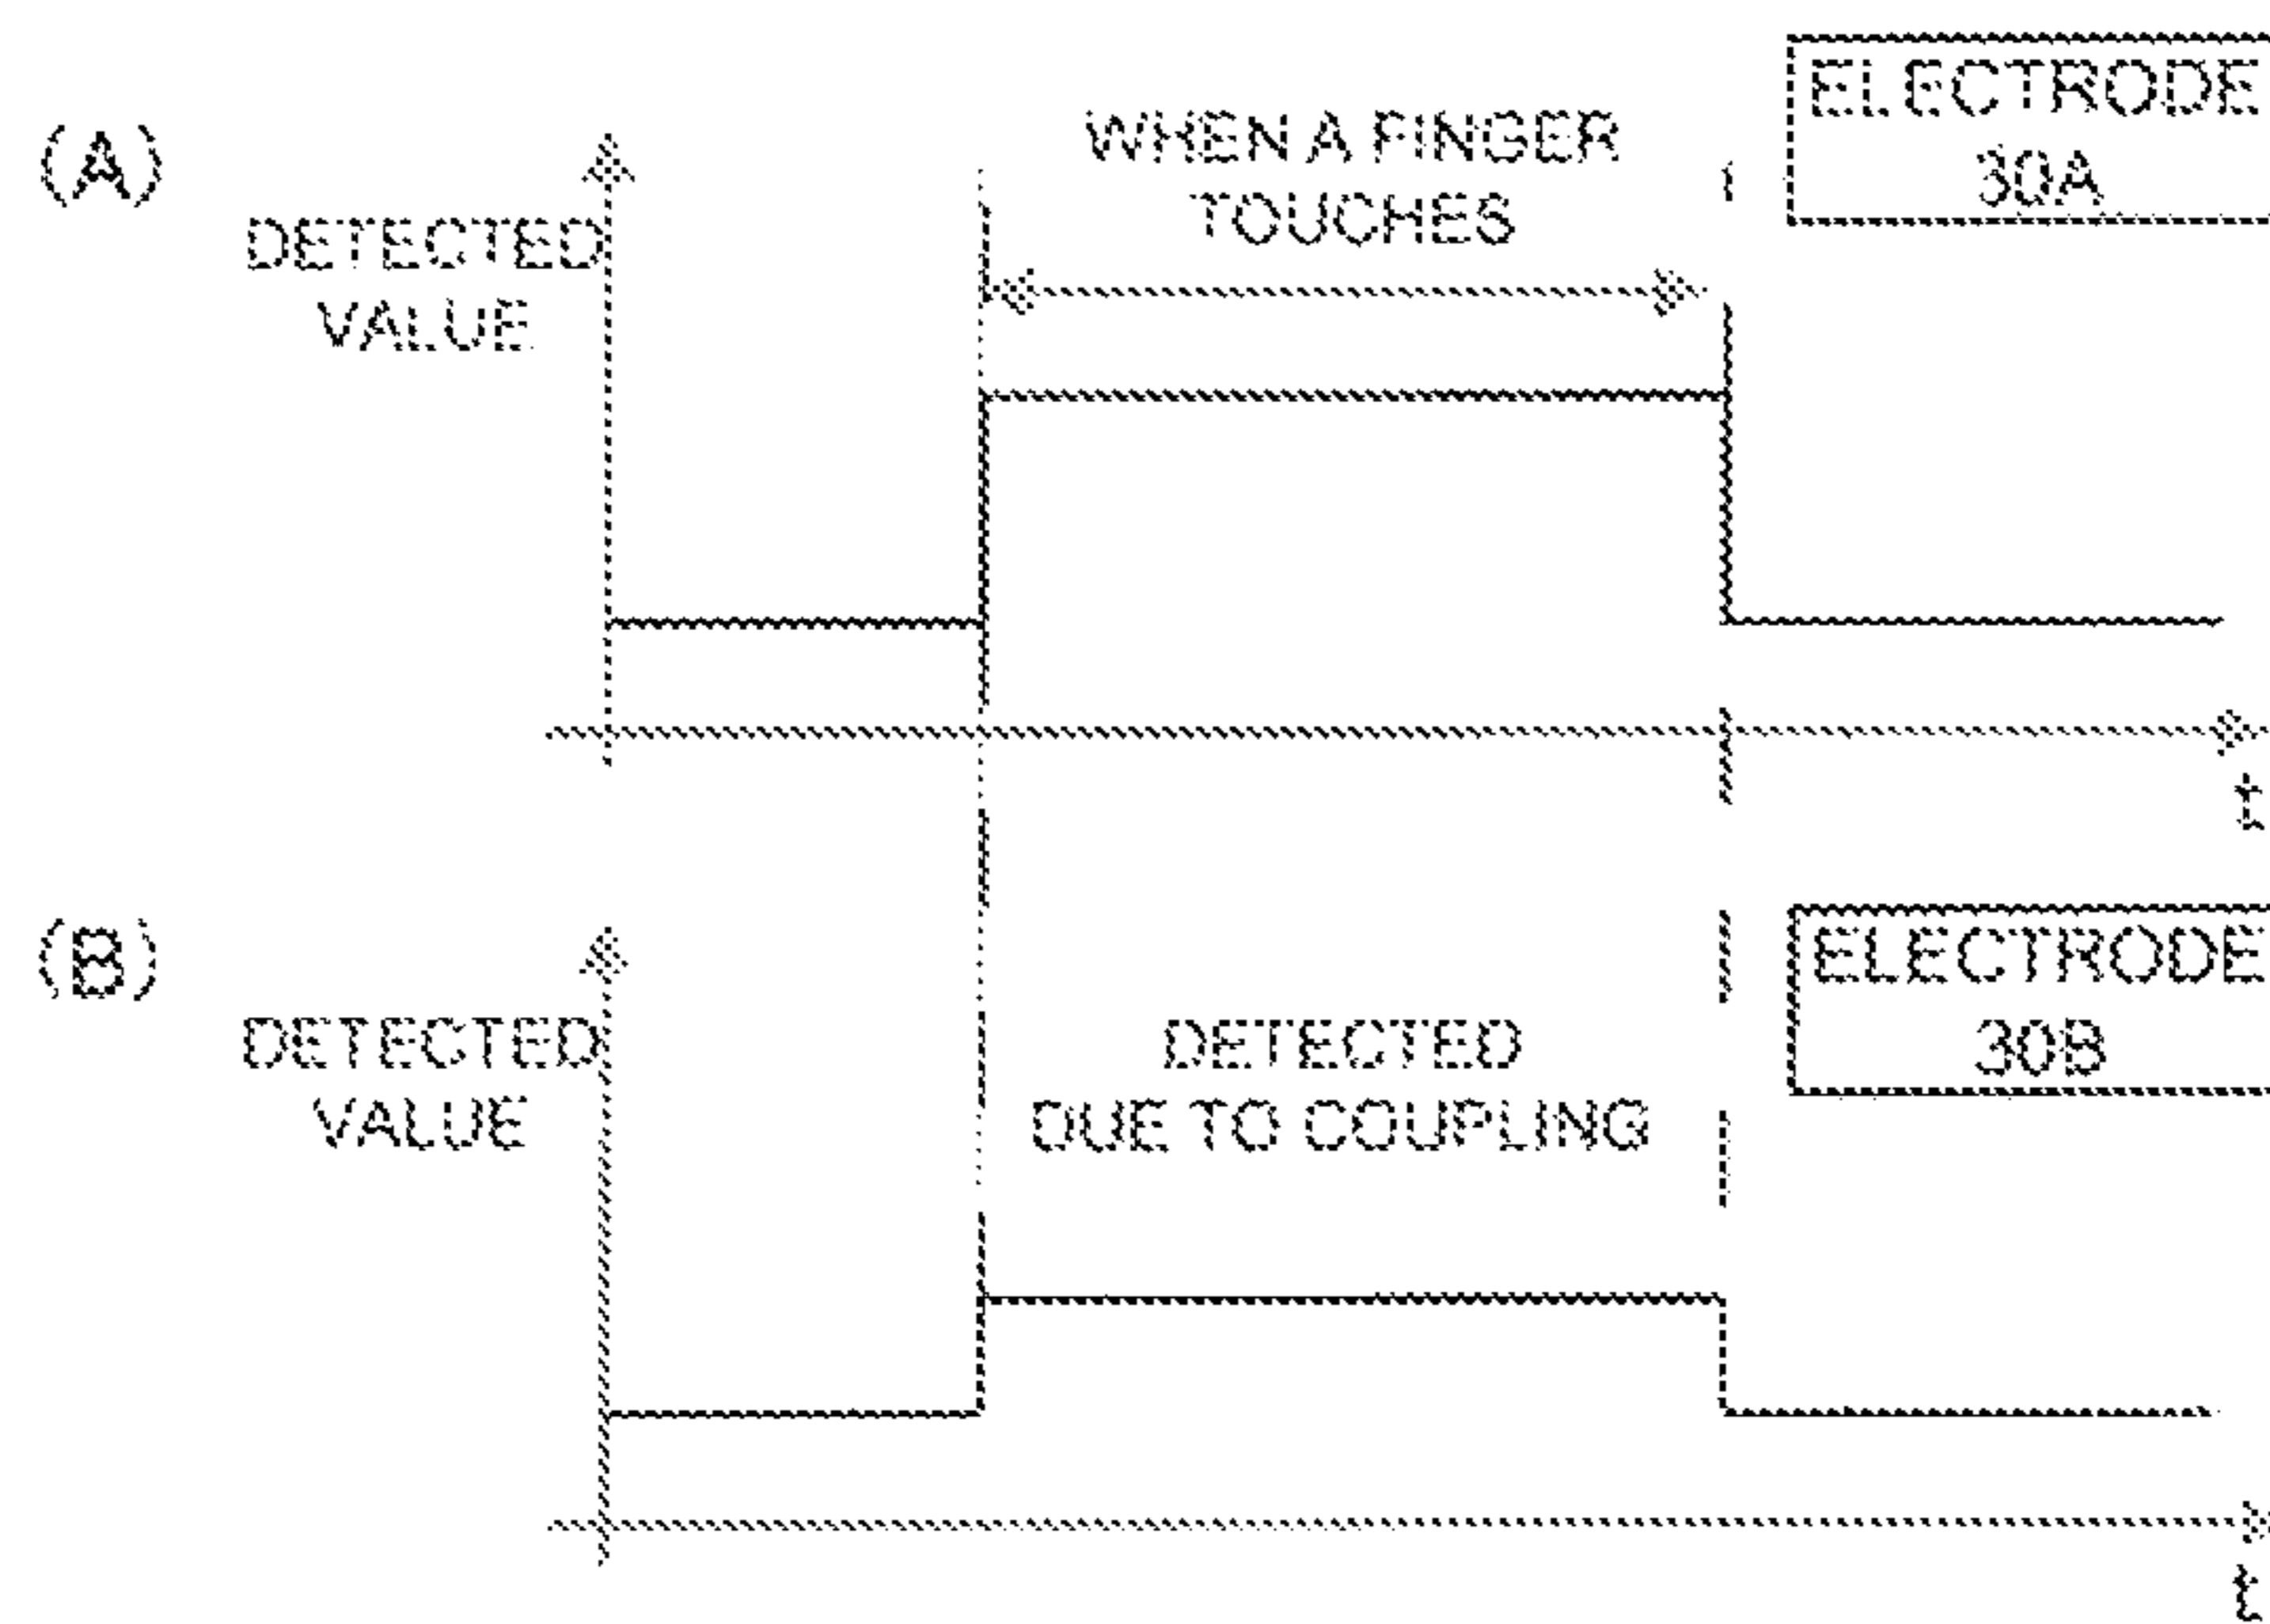 (A)
DETECTED
VALUE
WHEN A FINGER
TOUCHES
ELECTRODE
30A
t
(B)
DETECTED
VALUE
DETECTED
DUE TO COUPLING
ELECTRODE
30B
t